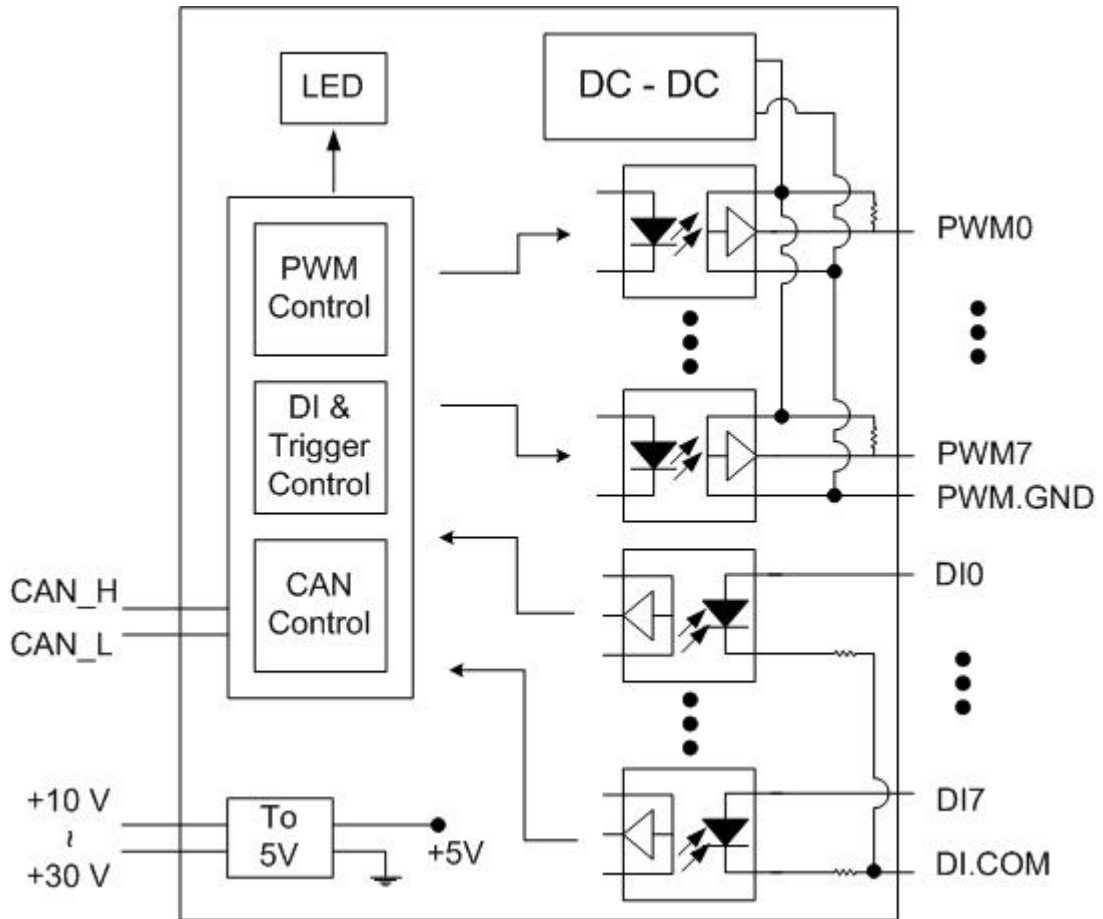 LED
DC - DC
PWM
Control
DI &
Trigger
Control
CAN
Control
CAN_H
CAN_L
PWM0
PWM7
PWM.GND
DI0
DI7
DI.COM
+10 V
~
+30 V
To
5V
+5V